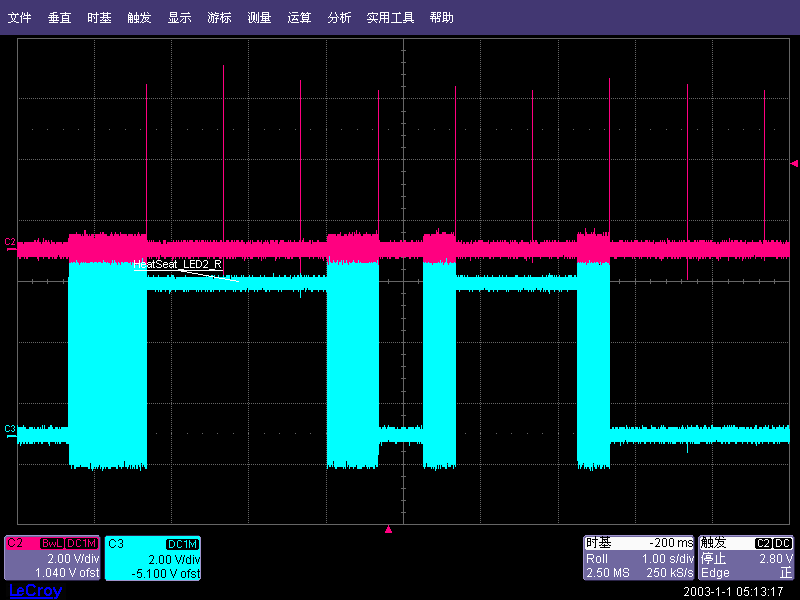 文件 垂直 时基 触发 显示 游标 测量 运算 分析 实用工具 帮助
C2
HeatSeat_LED2_R
C3
C2 BwL DC1M
2.00 V/div
1.040 V ofst
C3 DC1M
2.00 V/div
-5.100 V ofst
时基 -200 ms
Roll 1.00 s/div
2.50 MS 250 kS/s
触发 C2 DC
停止 2.80 V
Edge 正
LeCroy
2003-1-1 05:13:17